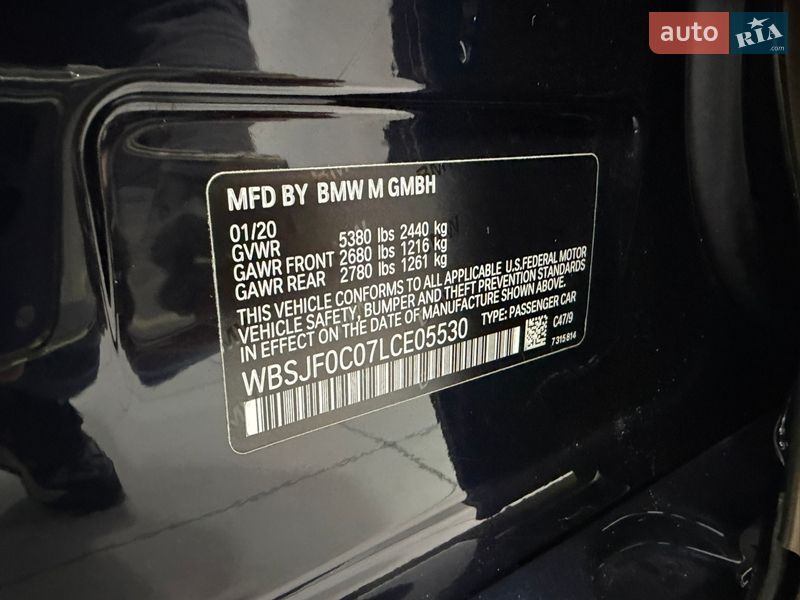 auto RIA .com
MFD BY BMW M GMBH
01/20
GVWR 5380 lbs 2440 kg
GAWR FRONT 2680 lbs 1216 kg
GAWR REAR 2780 lbs 1261 kg
THIS VEHICLE CONFORMS TO ALL APPLICABLE U.S.FEDERAL MOTOR
VEHICLE SAFETY, BUMPER AND THEFT PREVENTION STANDARDS
IN EFFECT ON THE DATE OF MANUFACTURE SHOWN ABOVE.
TYPE: PASSENGER CAR
WBSJF0C07LCE05530
C47/9
7315814